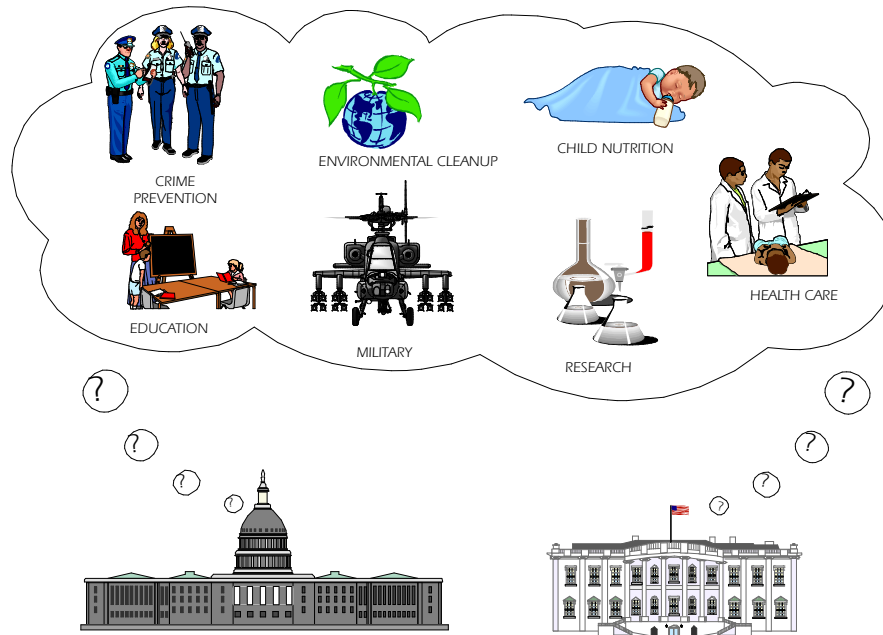 CRIME
PREVENTION
ENVIRONMENTAL CLEANUP
CHILD NUTRITION
EDUCATION
MILITARY
RESEARCH
HEALTH CARE
?
?
?
?
?
?
?
?